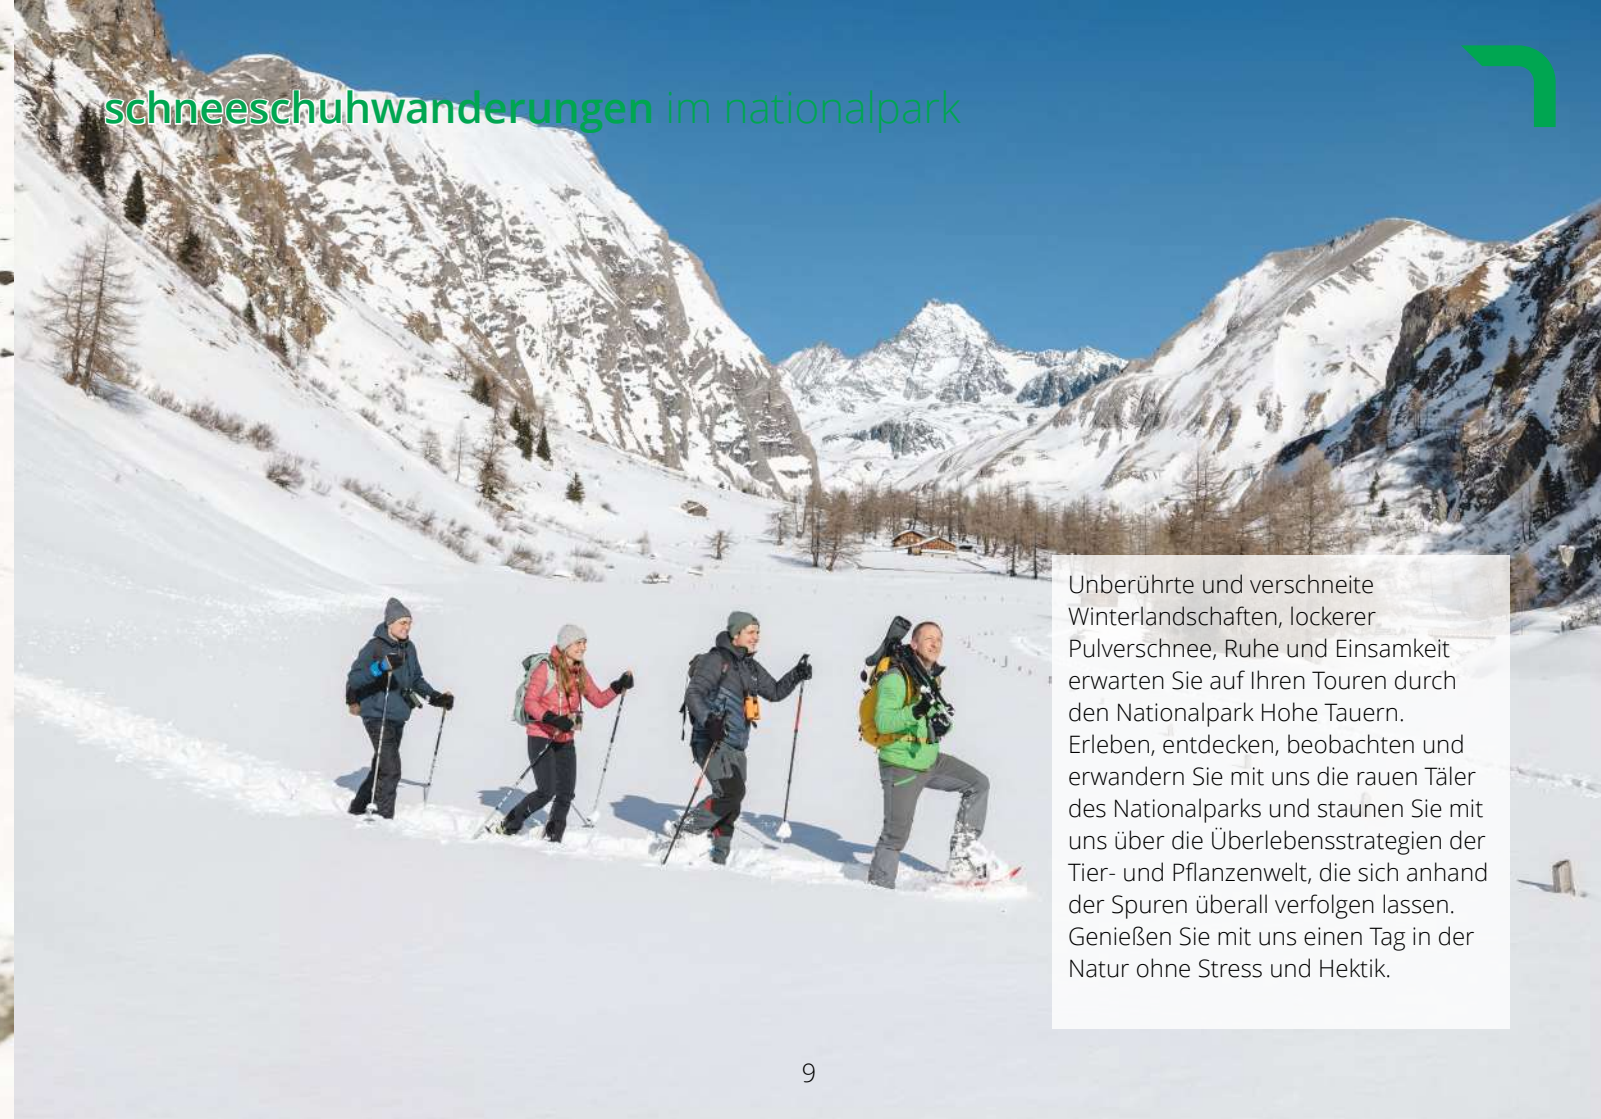 schneeschuhwanderungen im nationalpark
Unberührte und verschneite
Winterlandschaften, lockerer
Pulverschnee, Ruhe und Einsamkeit
erwarten Sie auf Ihren Touren durch
den Nationalpark Hohe Tauern.
Erleben, entdecken, beobachten und
erwandern Sie mit uns die rauen Täler
des Nationalparks und staunen Sie mit
uns über die Überlebensstrategien der
Tier- und Pflanzenwelt, die sich anhand
der Spuren überall verfolgen lassen.
Genießen Sie mit uns einen Tag in der
Natur ohne Stress und Hektik.
9